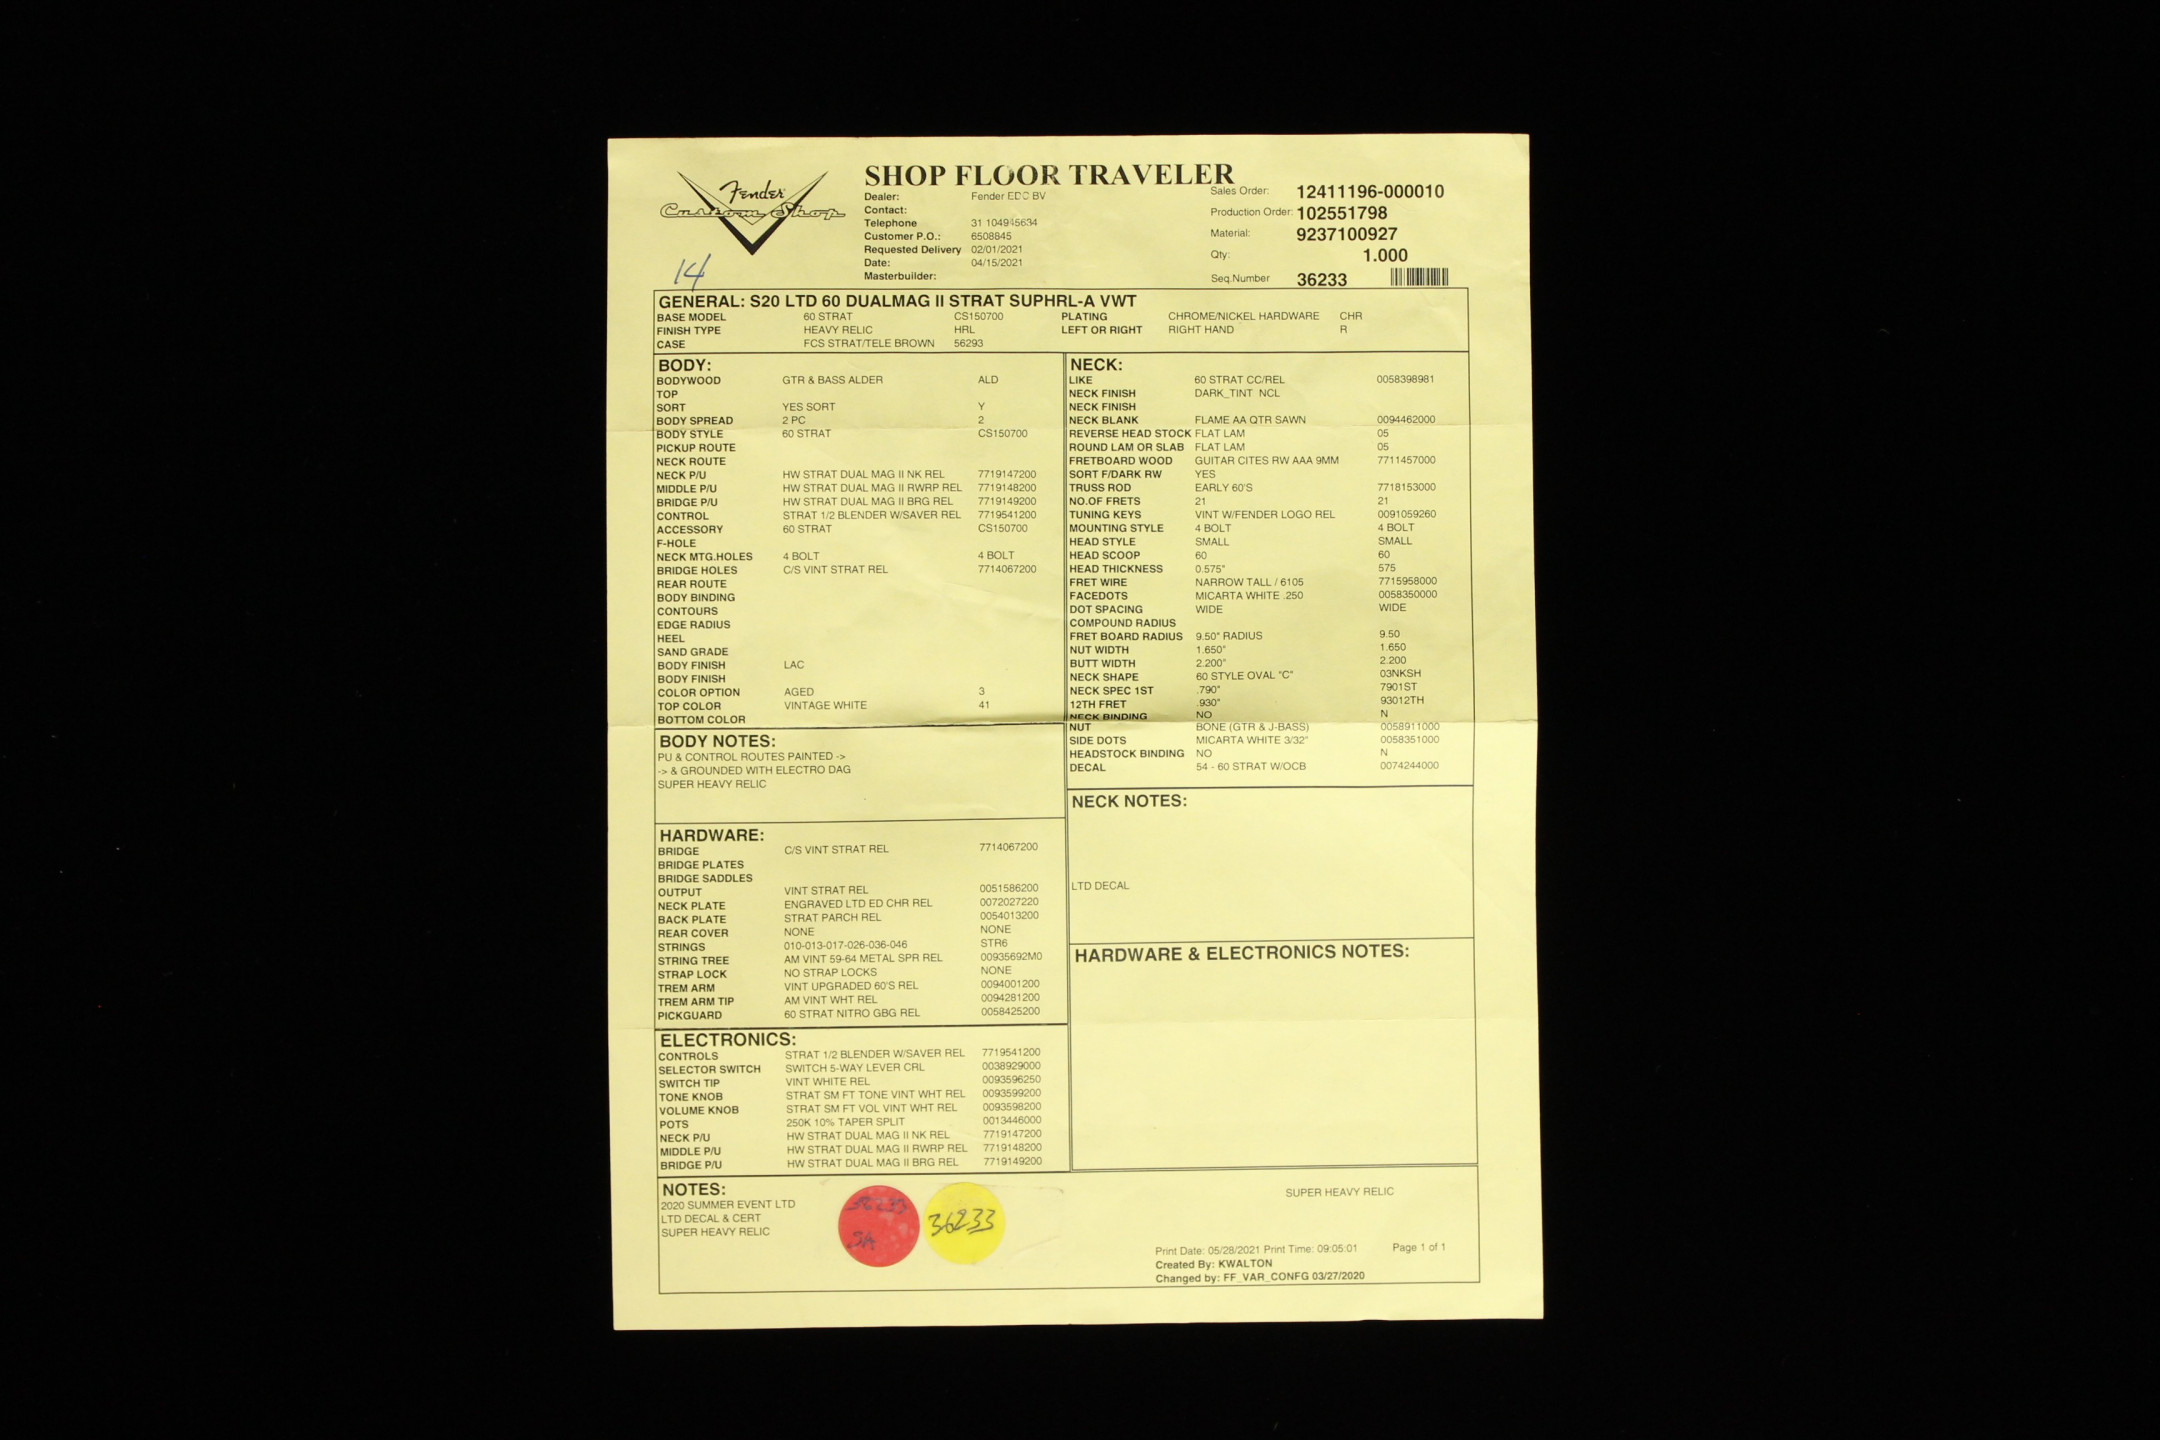 Fender
Custom Shop
14
SHOP FLOOR TRAVELER
Dealer: Fender EDC BV
Contact:
Telephone 31 104945634
Customer P.O.: 6508845
Requested Delivery 02/01/2021
Date: 04/15/2021
Masterbuilder:
Sales Order: 12411196-000010
Production Order: 102551798
Material: 9237100927
Qty: 1.000
Seq.Number 36233
GENERAL: S20 LTD 60 DUALMAG II STRAT SUPHRL-A VWT
BASE MODEL 60 STRAT CS150700 PLATING CHROME/NICKEL HARDWARE CHR
FINISH TYPE HEAVY RELIC HRL LEFT OR RIGHT RIGHT HAND R
CASE FCS STRAT/TELE BROWN 56293
BODY:
BODYWOOD GTR & BASS ALDER ALD
TOP
SORT YES SORT Y
BODY SPREAD 2 PC 2
BODY STYLE 60 STRAT CS150700
PICKUP ROUTE
NECK ROUTE
NECK P/U HW STRAT DUAL MAG II NK REL 7719147200
MIDDLE P/U HW STRAT DUAL MAG II RWRP REL 7719148200
BRIDGE P/U HW STRAT DUAL MAG II BRG REL 7719149200
CONTROL STRAT 1/2 BLENDER W/SAVER REL 7719541200
ACCESSORY 60 STRAT CS150700
F-HOLE
NECK MTG.HOLES 4 BOLT 4 BOLT
BRIDGE HOLES C/S VINT STRAT REL 7714067200
REAR ROUTE
BODY BINDING
CONTOURS
EDGE RADIUS
HEEL
SAND GRADE
BODY FINISH LAC
BODY FINISH
COLOR OPTION AGED 3
TOP COLOR VINTAGE WHITE 41
BOTTOM COLOR
BODY NOTES:
PU & CONTROL ROUTES PAINTED ->
-> & GROUNDED WITH ELECTRO DAG
SUPER HEAVY RELIC
HARDWARE:
BRIDGE C/S VINT STRAT REL 7714067200
BRIDGE PLATES
BRIDGE SADDLES
OUTPUT VINT STRAT REL 0051586200
NECK PLATE ENGRAVED LTD ED CHR REL 0072027220
BACK PLATE STRAT PARCH REL 0054013200
REAR COVER NONE NONE
STRINGS 010-013-017-026-036-046 STR6
STRING TREE AM VINT 59-64 METAL SPR REL 00935692M0
STRAP LOCK NO STRAP LOCKS NONE
TREM ARM VINT UPGRADED 60'S REL 0094001200
TREM ARM TIP AM VINT WHT REL 0094281200
PICKGUARD 60 STRAT NITRO GBG REL 0058425200
ELECTRONICS:
CONTROLS STRAT 1/2 BLENDER W/SAVER REL 7719541200
SELECTOR SWITCH SWITCH 5-WAY LEVER CRL 0038929000
SWITCH TIP VINT WHITE REL 0093596250
TONE KNOB STRAT SM FT TONE VINT WHT REL 0093599200
VOLUME KNOB STRAT SM FT VOL VINT WHT REL 0093598200
POTS 250K 10% TAPER SPLIT 0013446000
NECK P/U HW STRAT DUAL MAG II NK REL 7719147200
MIDDLE P/U HW STRAT DUAL MAG II RWRP REL 7719148200
BRIDGE P/U HW STRAT DUAL MAG II BRG REL 7719149200
NECK:
LIKE 60 STRAT CC/REL 0058398981
NECK FINISH DARK_TINT NCL
NECK FINISH
NECK BLANK FLAME AA QTR SAWN 0094462000
REVERSE HEAD STOCK FLAT LAM 05
ROUND LAM OR SLAB FLAT LAM 05
FRETBOARD WOOD GUITAR CITES RW AAA 9MM 7711457000
SORT F/DARK RW YES
TRUSS ROD EARLY 60'S 7718153000
NO.OF FRETS 21 21
TUNING KEYS VINT W/FENDER LOGO REL 0091059260
MOUNTING STYLE 4 BOLT 4 BOLT
HEAD STYLE SMALL SMALL
HEAD SCOOP 60 60
HEAD THICKNESS 0.575" 575
FRET WIRE NARROW TALL / 6105 7715958000
FACEDOTS MICARTA WHITE .250 0058350000
DOT SPACING WIDE WIDE
COMPOUND RADIUS
FRET BOARD RADIUS 9.50" RADIUS 9.50
NUT WIDTH 1.650" 1.650
BUTT WIDTH 2.200" 2.200
NECK SHAPE 60 STYLE OVAL "C" 03NKSH
NECK SPEC 1ST .790" 7901ST
12TH FRET .930" 93012TH
NECK BINDING NO N
NUT BONE (GTR & J-BASS) 0058911000
SIDE DOTS MICARTA WHITE 3/32" 0058351000
HEADSTOCK BINDING NO N
DECAL 54 - 60 STRAT W/OCB 0074244000
NECK NOTES:
LTD DECAL
HARDWARE & ELECTRONICS NOTES:
NOTES:
2020 SUMMER EVENT LTD
LTD DECAL & CERT
SUPER HEAVY RELIC
36233
36233
SUPER HEAVY RELIC
Print Date: 05/28/2021 Print Time: 09:05:01 Page 1 of 1
Created By: KWALTON
Changed by: FF_VAR_CONFG 03/27/2020